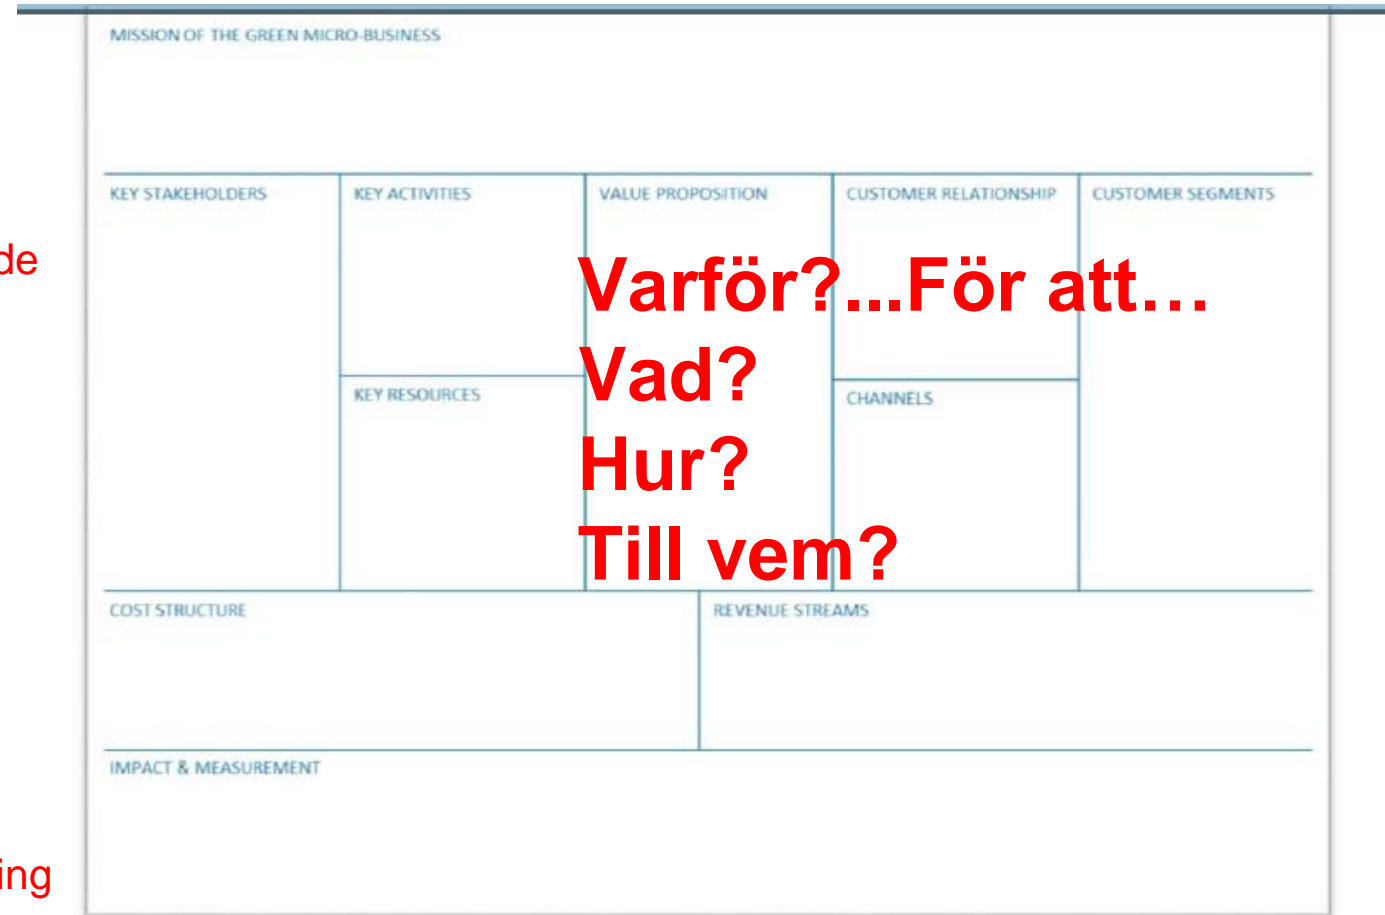 MISSION OF THE GREEN MICRO-BUSINESS
KEY STAKEHOLDERS
KEY ACTIVITIES
VALUE PROPOSITION
CUSTOMER RELATIONSHIP
CUSTOMER SEGMENTS
de
Varför?...För att...
Vad?
KEY RESOURCES
CHANNELS
Hur?
Till vem?
COST STRUCTURE
REVENUE STREAMS
IMPACT & MEASUREMENT
ing